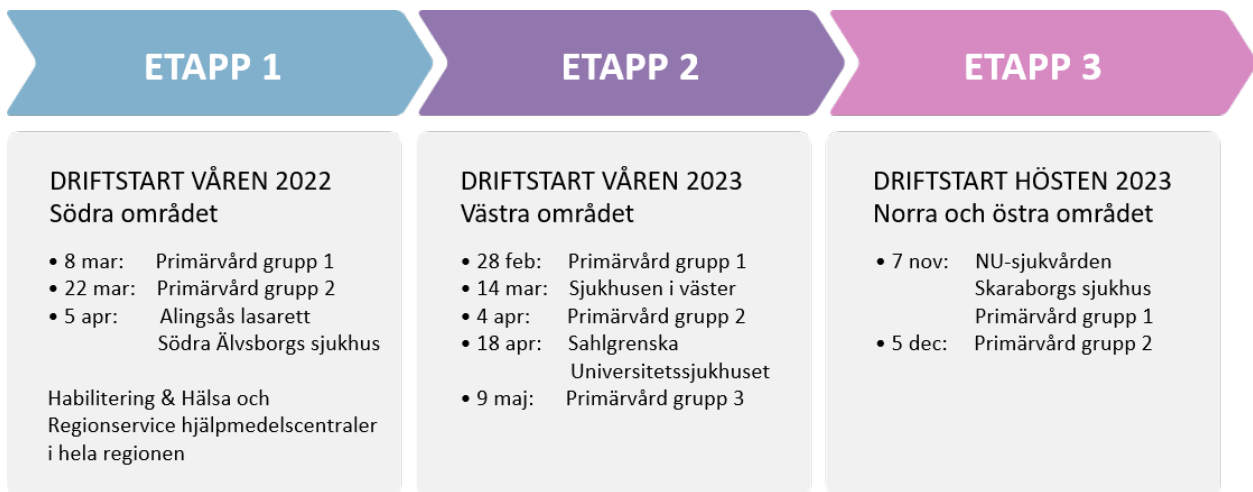 ETAPP 1
DRIFTSTART VÅREN 2022
Södra området
• 8 mar: Primärvård grupp 1
• 22 mar: Primärvård grupp 2
• 5 apr: Alingsås lasarett
Södra Älvsborgs sjukhus
Habilitering & Hälsa och
Regionservice hjälpmedelscentraler
i hela regionen
ETAPP 2
DRIFTSTART VÅREN 2023
Västra området
• 28 feb: Primärvård grupp 1
• 14 mar: Sjukhusen i väster
• 4 apr: Primärvård grupp 2
• 18 apr: Sahlgrenska
Universitetssjukhuset
• 9 maj: Primärvård grupp 3
ETAPP 3
DRIFTSTART HÖSTEN 2023
Norra och östra området
• 7 nov: NU-sjukvården
Skaraborgs sjukhus
Primärvård grupp 1
• 5 dec: Primärvård grupp 2